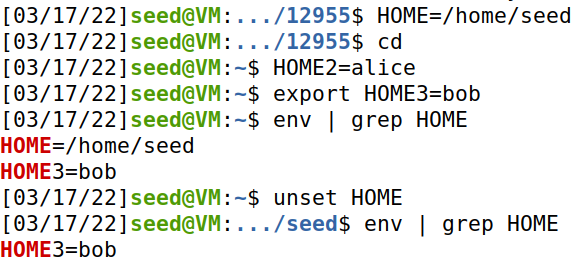 [03/17/22]seed@VM:.../12955$ HOME=/home/seed
[03/17/22]seed@VM:.../12955$ cd
[03/17/22]seed@VM:~$ HOME2=alice
[03/17/22]seed@VM:~$ export HOME3=bob
[03/17/22]seed@VM:~$ env | grep HOME
HOME=/home/seed
HOME3=bob
[03/17/22]seed@VM:~$ unset HOME
[03/17/22]seed@VM:.../seed$ env | grep HOME
HOME3=bob